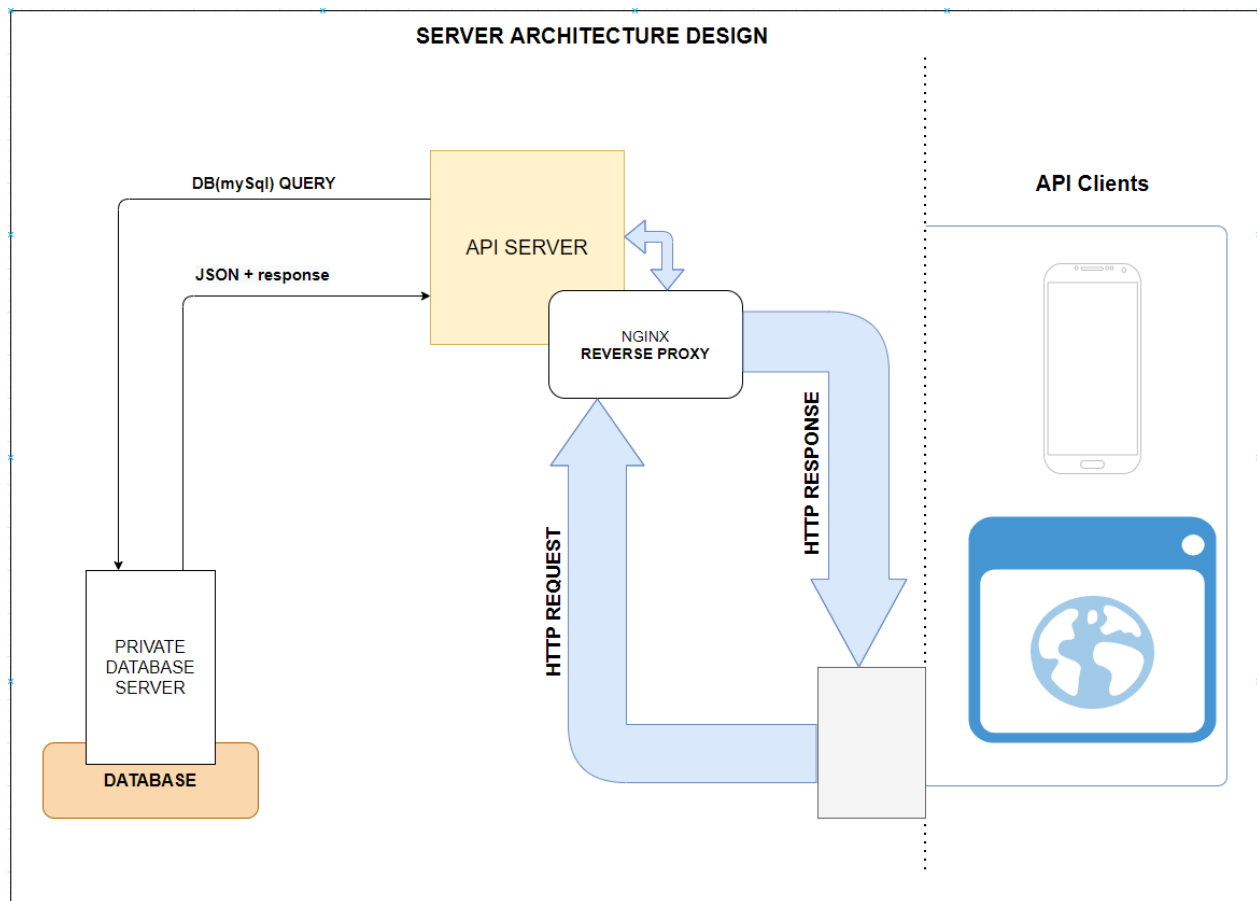 SERVER ARCHITECTURE DESIGN
DB(mySql) QUERY
API SERVER
API Clients
JSON + response
NGINX
REVERSE PROXY
HTTP RESPONSE
HTTP REQUEST
PRIVATE
DATABASE
SERVER
DATABASE